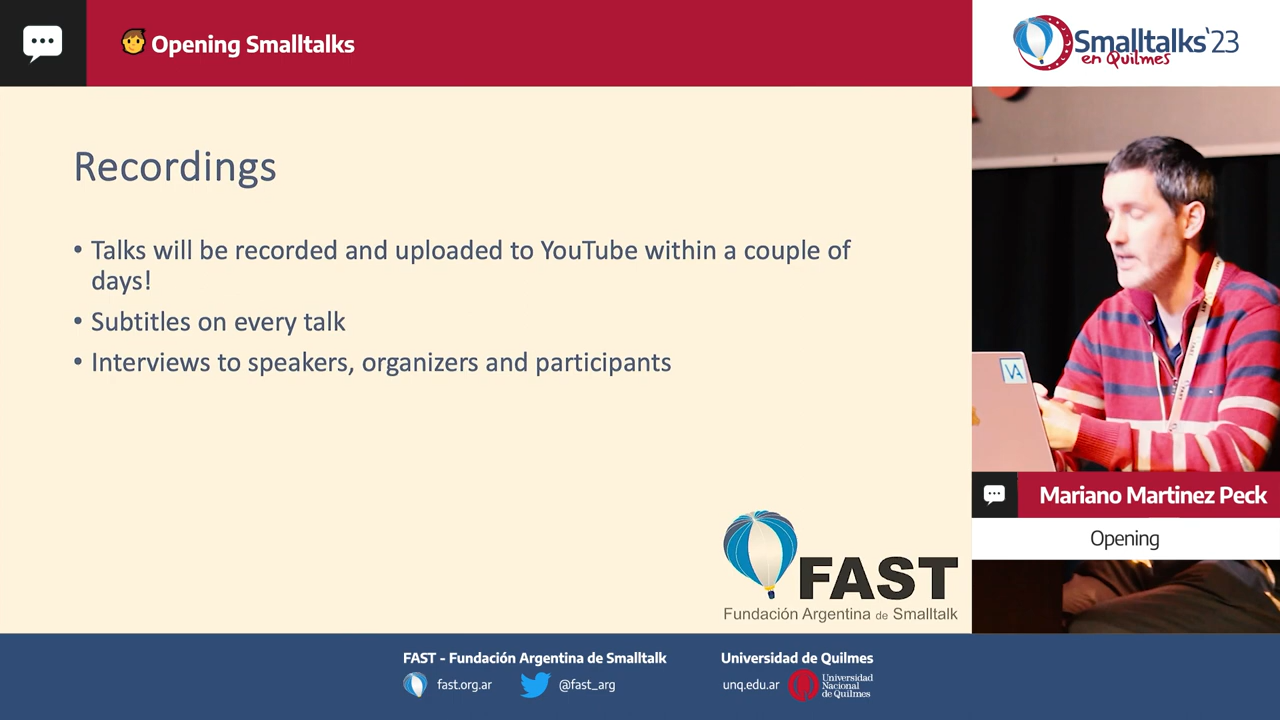 Opening Smalltalks
Smalltalks'23
en Quilmes
Recordings
• Talks will be recorded and uploaded to YouTube within a couple of
days!
• Subtitles on every talk
• Interviews to speakers, organizers and participants
VA
Mariano Martinez Peck
Opening
FAST
Fundación Argentina de Smalltalk
FAST - Fundación Argentina de Smalltalk
fast.org.ar
@fast_arg
Universidad de Quilmes
unq.edu.ar
Universidad
Nacional
de Quilmes